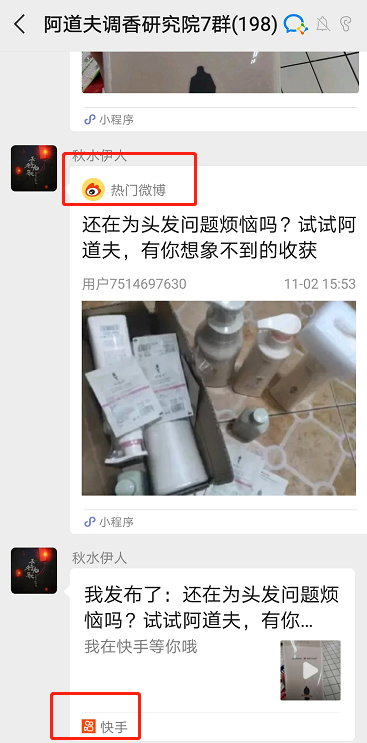 阿道夫调香研究院7群(198)
小程序
秋水伊人
热门微博
还在为头发问题烦恼吗？试试阿
道夫，有你想象不到的收获
用户7514697630 11-02 15:53
小程序
秋水伊人
我发布了：还在为头发问题烦
恼吗？试试阿道夫，有你...
我在快手等你哦
快手